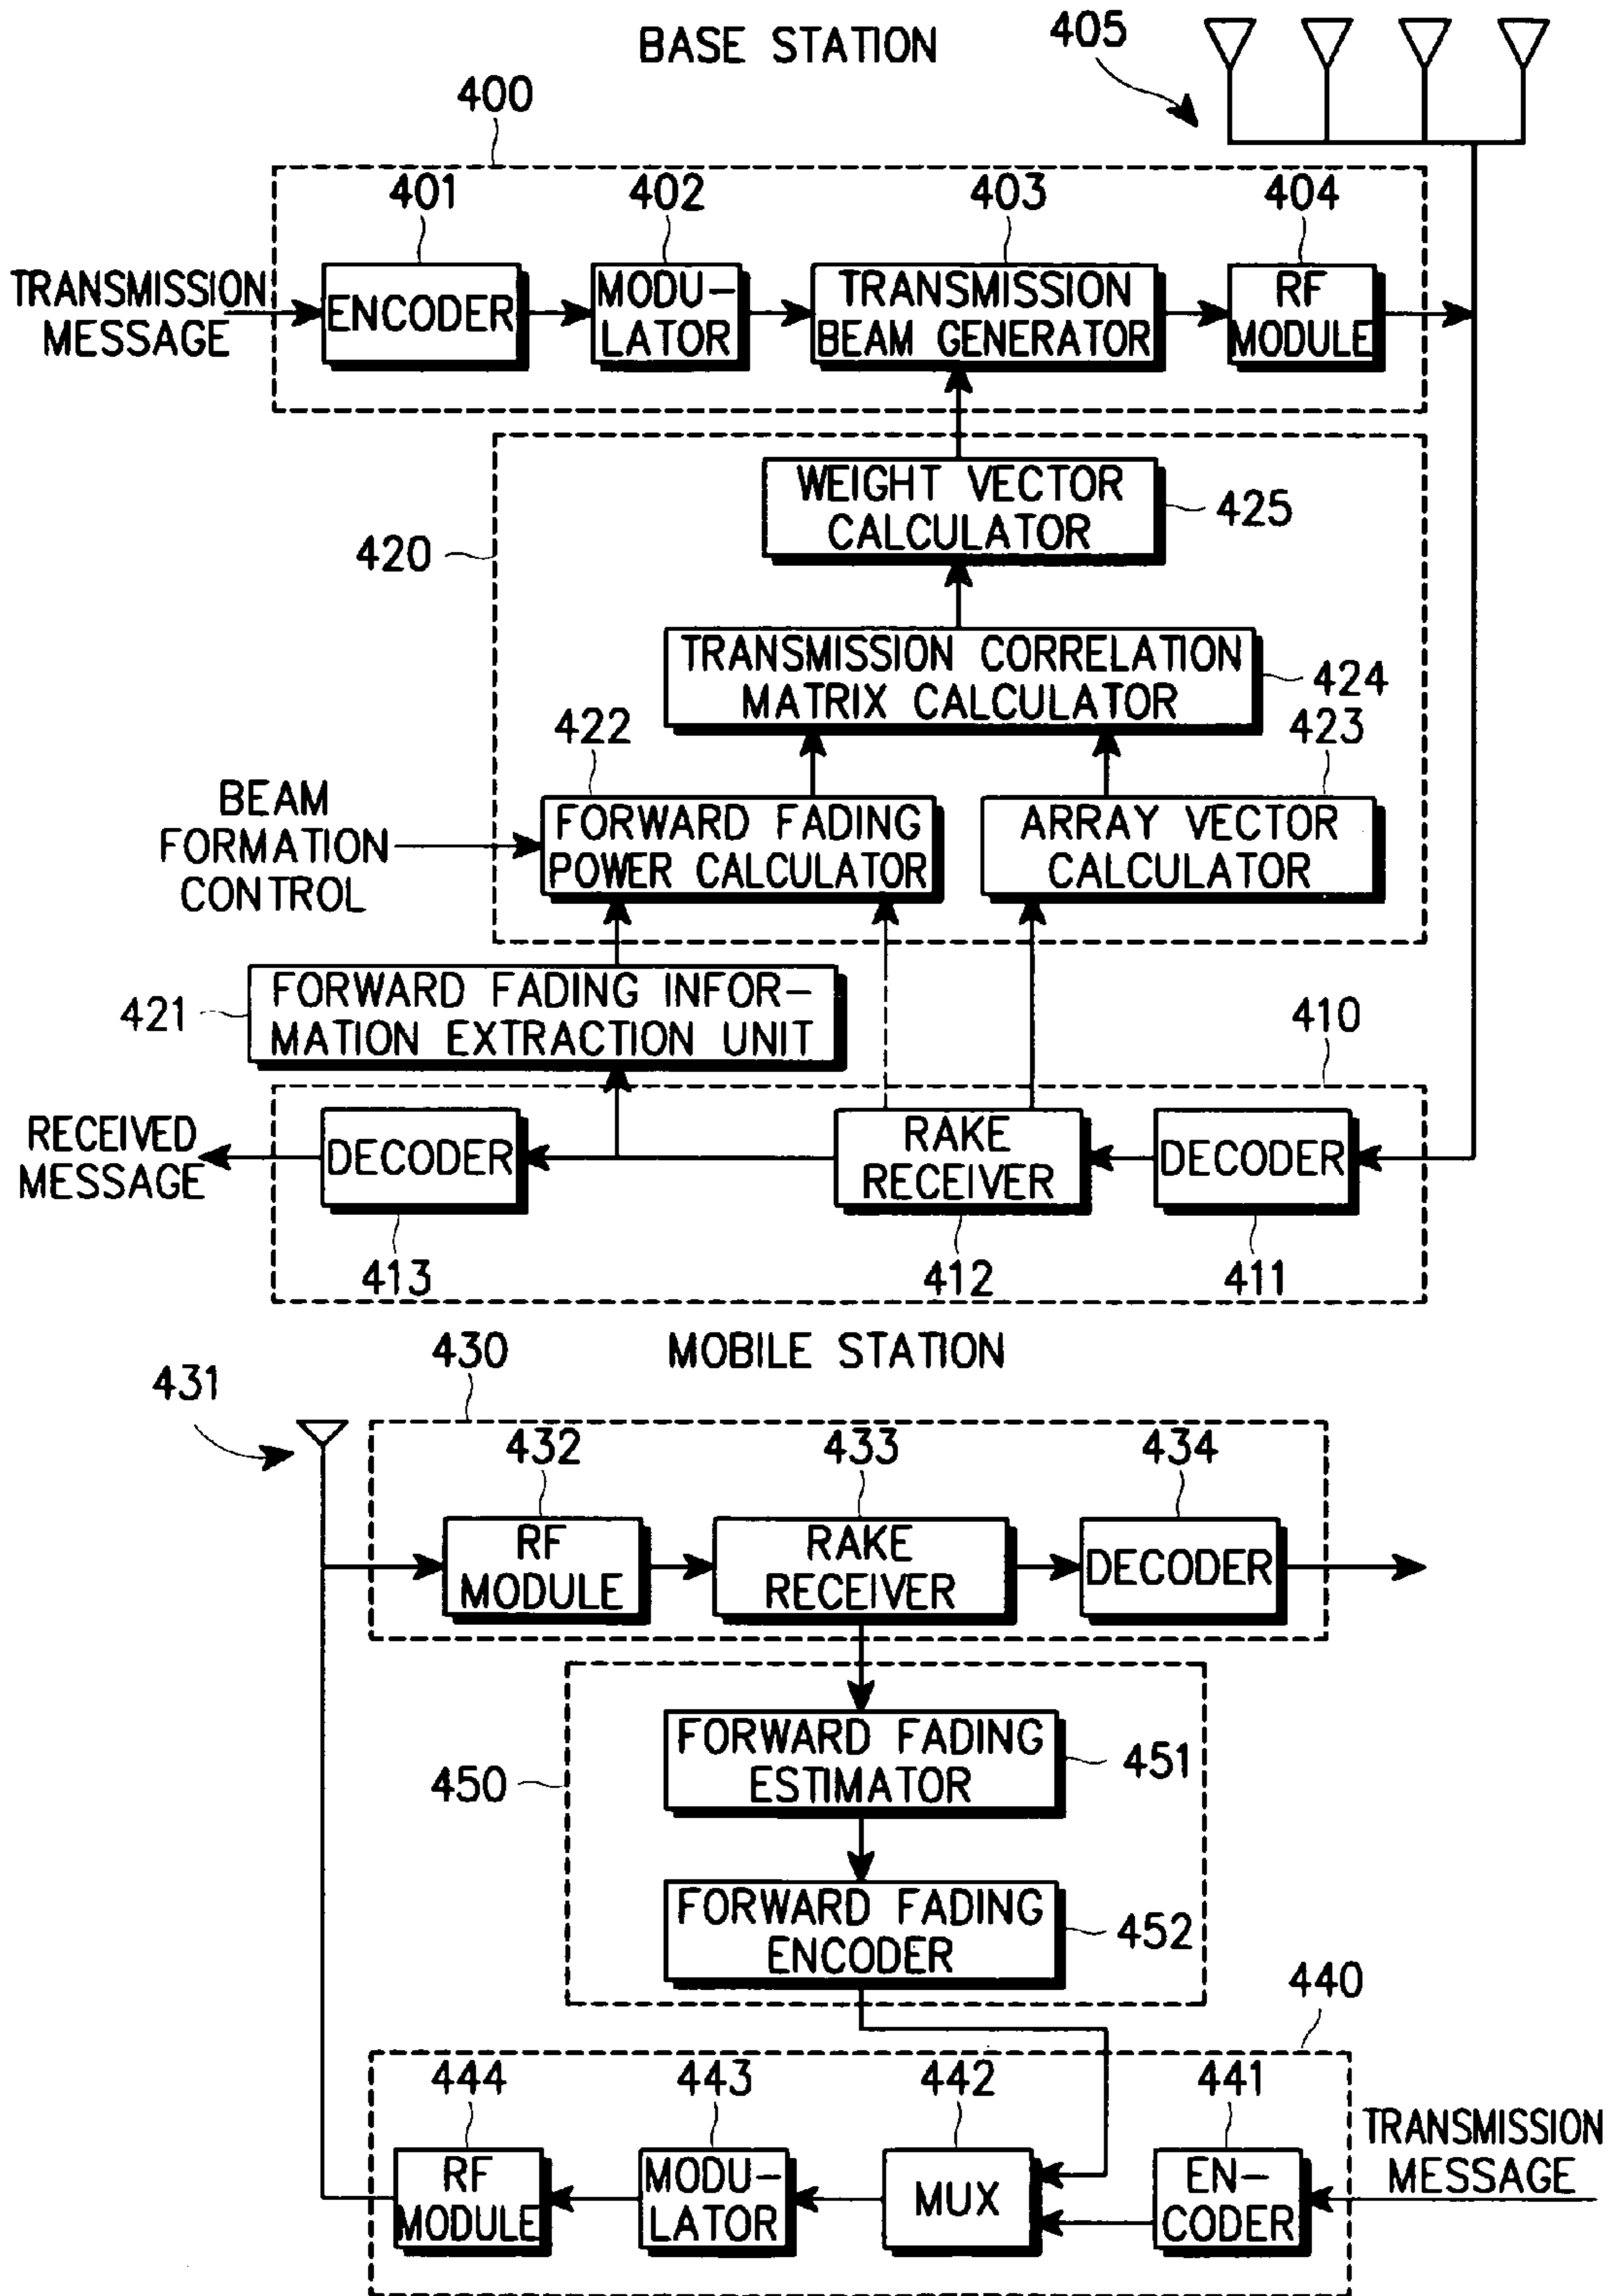 BASE STATION
405
400
401
402
403
404
TRANSMISSION
MESSAGE
ENCODER
MODU-
LATOR
TRANSMISSION
BEAM GENERATOR
RF
MODULE
WEIGHT VECTOR
CALCULATOR
425
420
TRANSMISSION CORRELATION
MATRIX CALCULATOR
424
422
423
BEAM
FORMATION
CONTROL
FORWARD FADING
POWER CALCULATOR
ARRAY VECTOR
CALCULATOR
421
FORWARD FADING INFOR-
MATION EXTRACTION UNIT
410
RECEIVED
MESSAGE
DECODER
RAKE
RECEIVER
DECODER
413
412
411
MOBILE STATION
430
431
432
433
434
RF
MODULE
RAKE
RECEIVER
DECODER
FORWARD FADING
ESTIMATOR
451
450
FORWARD FADING
ENCODER
452
440
444
443
442
441
RF
MODULE
MODU-
LATOR
MUX
EN-
CODER
TRANSMISSION
MESSAGE